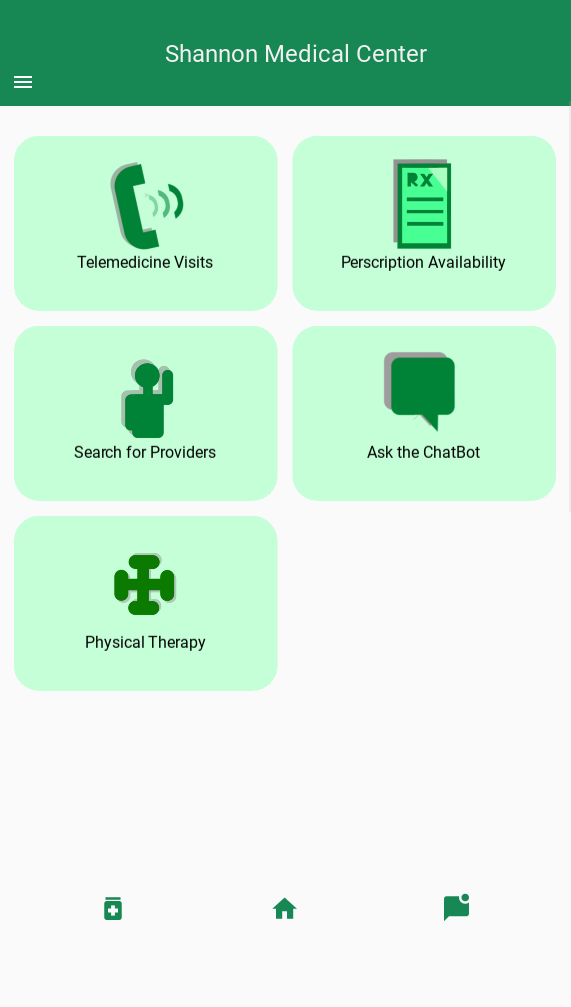 Shannon Medical Center
Telemedicine Visits
RX
Perscription Availability
Search for Providers
Ask the ChatBot
Physical Therapy